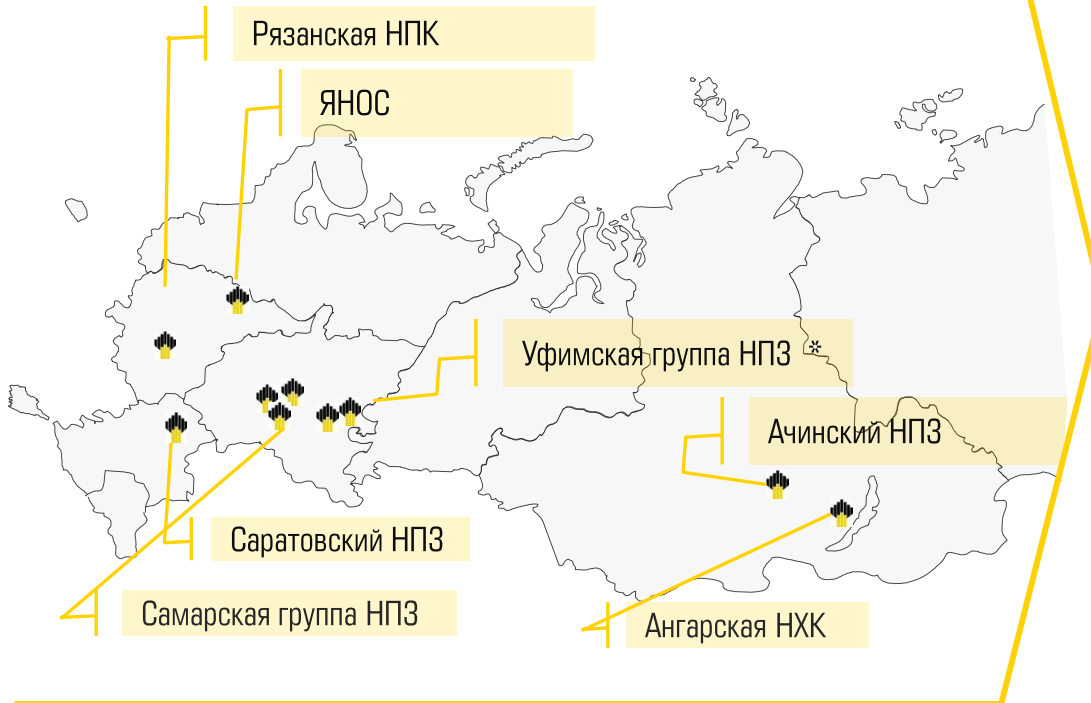 Рязанская НПК
ЯНОС
Уфимская группа НПЗ *
Ачинский НПЗ
Саратовский НПЗ
Самарская группа НПЗ
Ангарская НХК